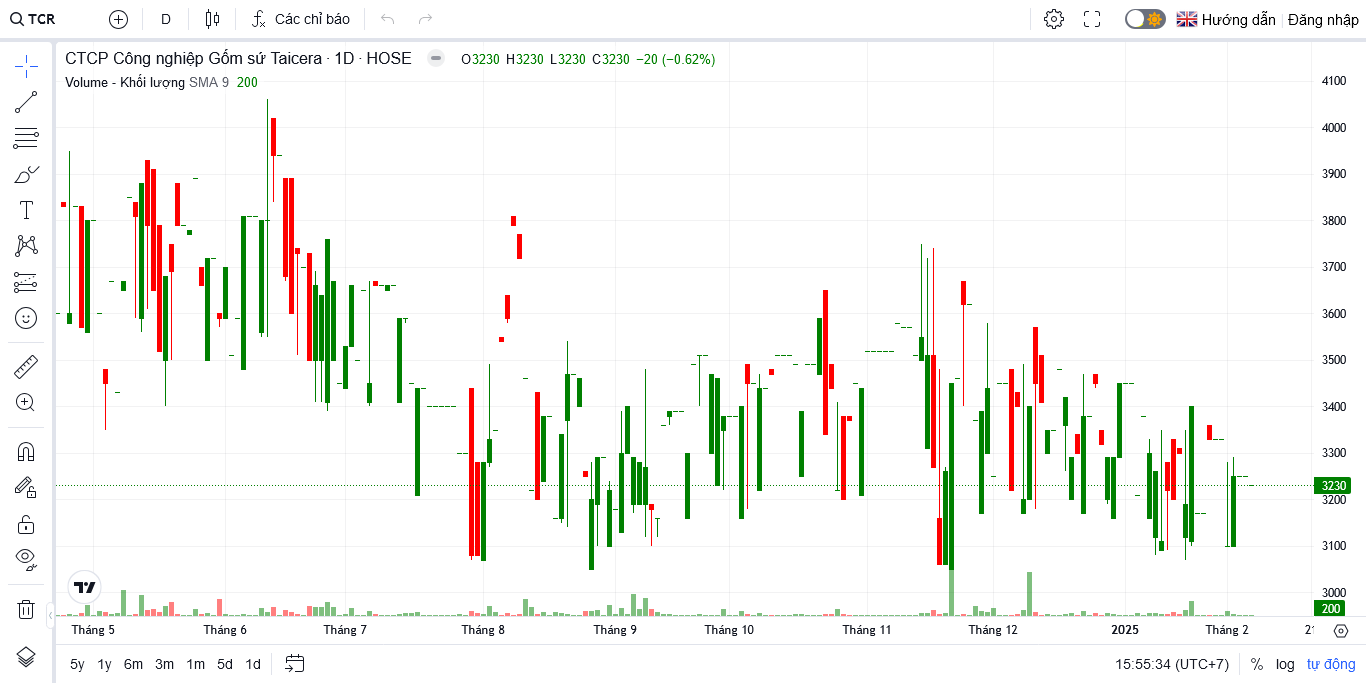 TCR D Các chỉ báo Hướng dẫn Đăng nhập
CTCP Công nghiệp Gốm sứ Taicera · 1D · HOSE O3230 H3230 L3230 C3230 −20 (−0.62%)
Volume - Khối lượng SMA 9 200
4100
4000
3900
3800
3700
3600
3500
3400
3300
3230
3200
3100
3000
200
Tháng 5 Tháng 6 Tháng 7 Tháng 8 Tháng 9 Tháng 10 Tháng 11 Tháng 12 2025 Tháng 2
5y 1y 6m 3m 1m 5d 1d 15:55:34 (UTC+7) % log tự động